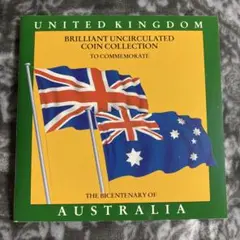 UNITED KINGDOM
BRILLIANT UNCIRCULATED
COIN COLLECTION
TO COMMEMORATE
THE BICENTENARY OF
AUSTRALIA